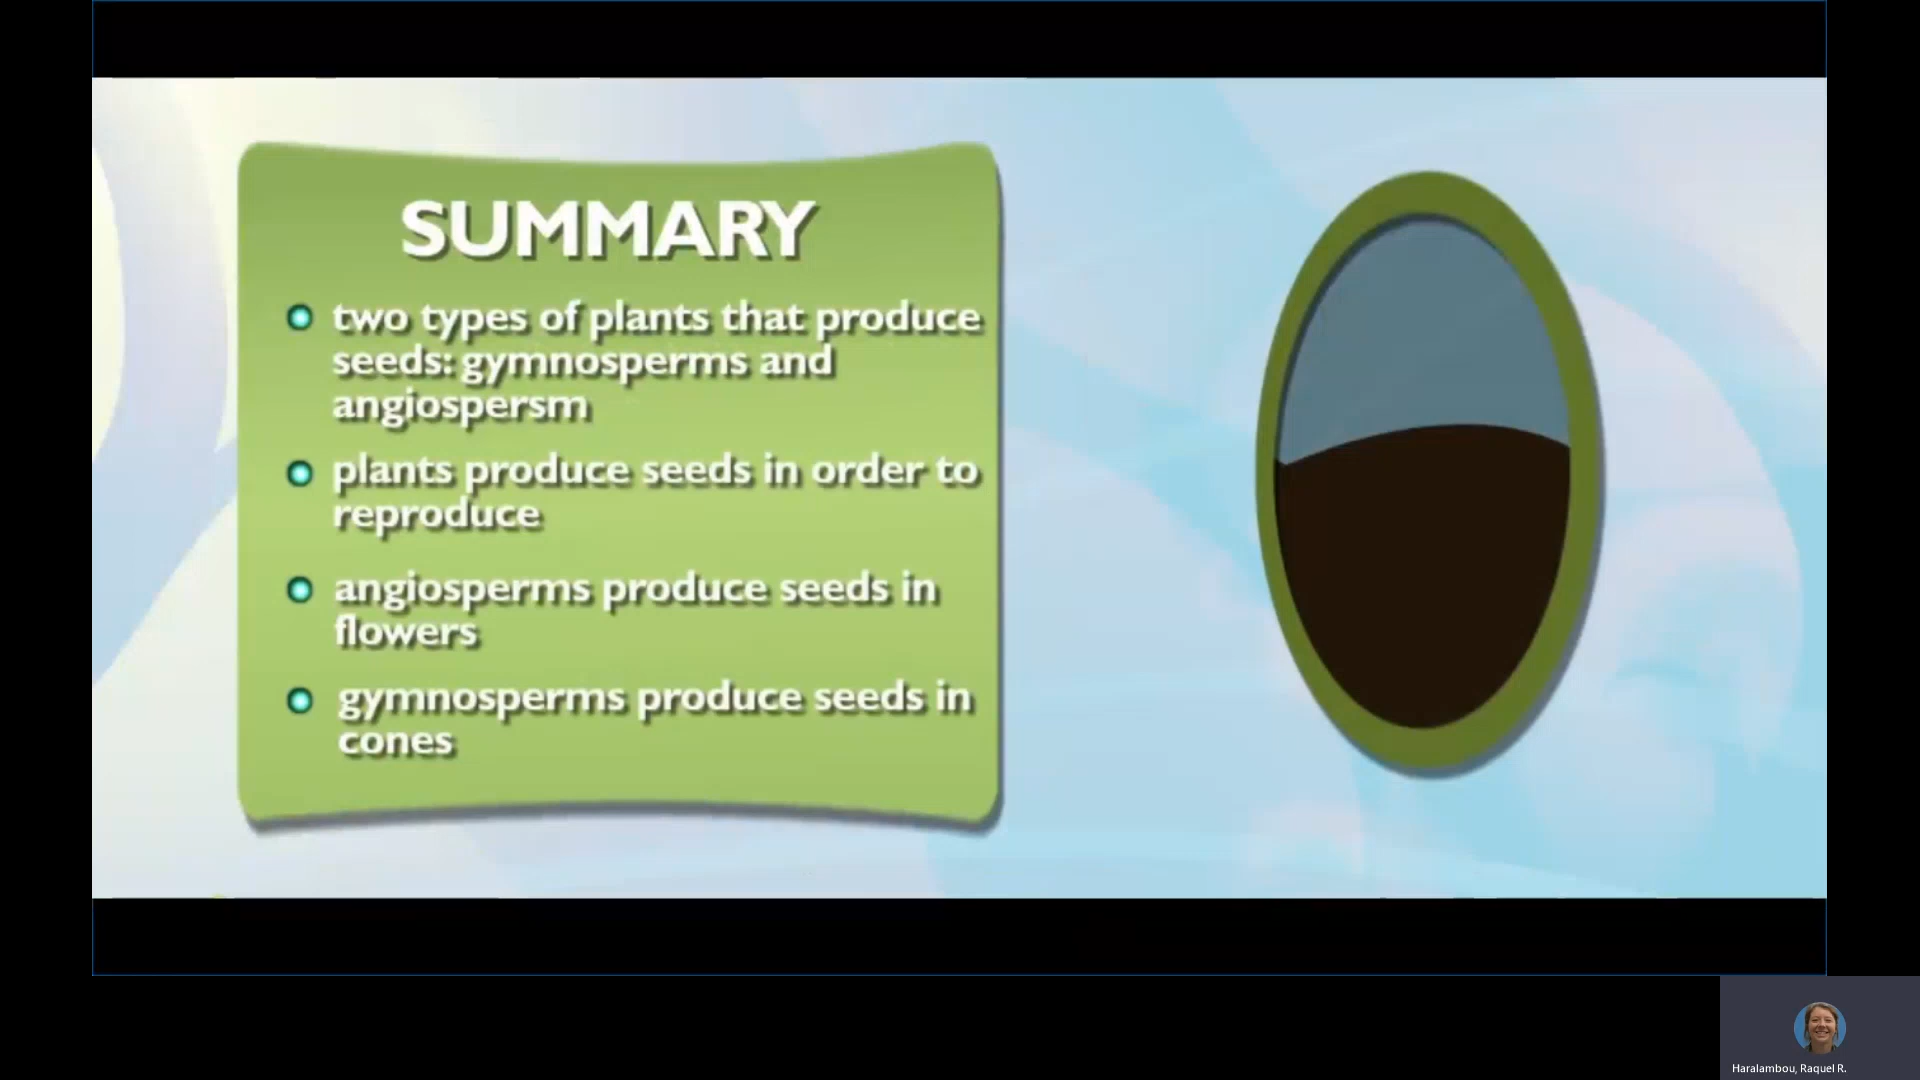 SUMMARY
two types of plants that produce
seeds: gymnosperms and
angiospersm
plants produce seeds in order to
reproduce
angiosperms produce seeds in
flowers
gymnosperms produce seeds in
cones
Haralambou, Raquel R.